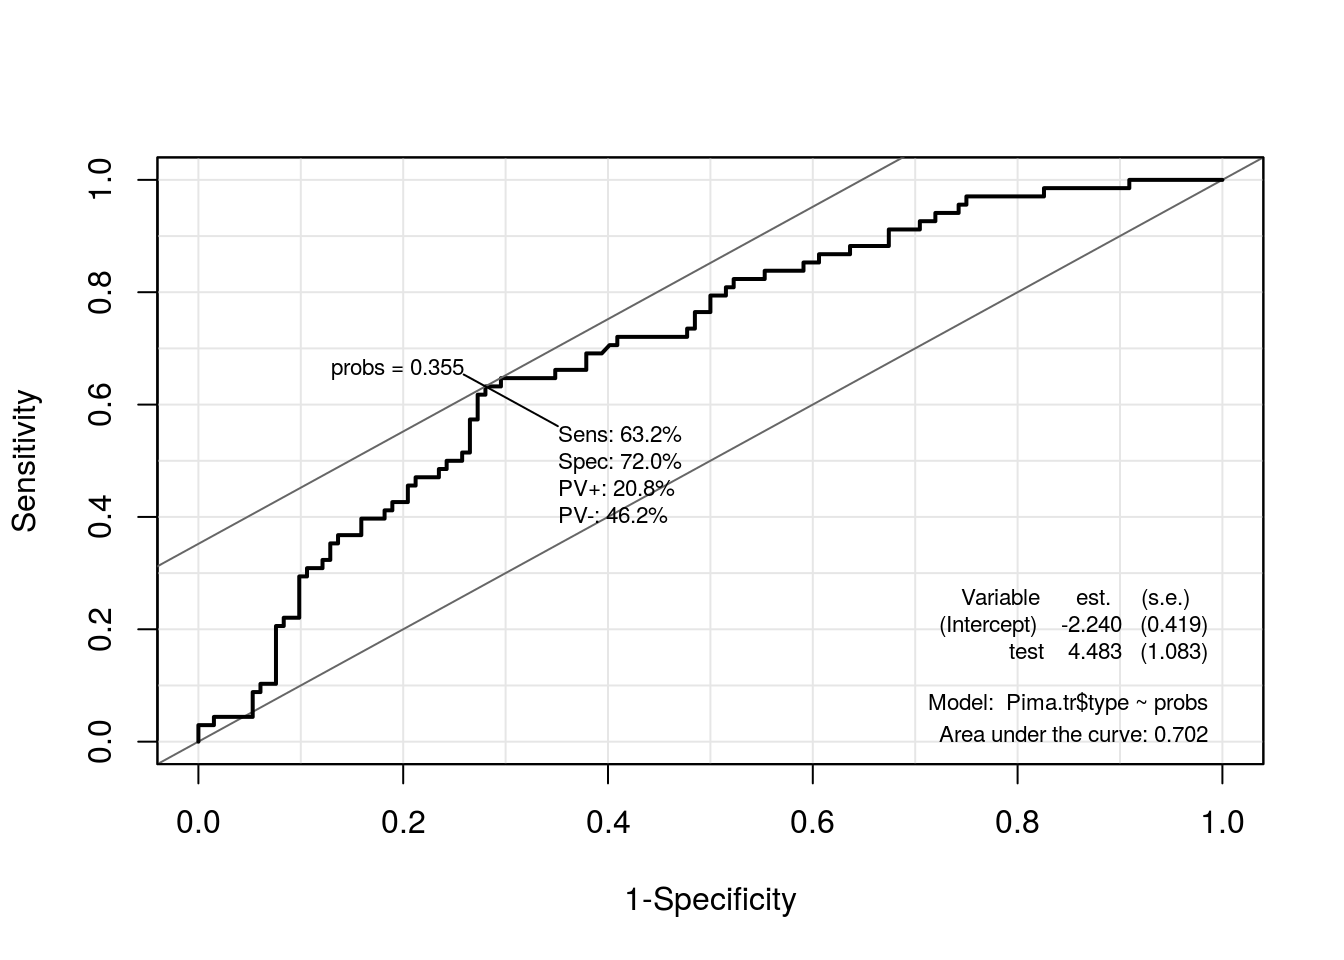 probs = 0.355
Sens: 63.2%
Spec: 72.0%
PV+: 20.8%
PV-: 46.2%
Variable est. (s.e.)
(Intercept) -2.240 (0.419)
test 4.483 (1.083)
Model: Pima.tr$type ~ probs
Area under the curve: 0.702
Sensitivity
1.0
0.8
0.6
0.4
0.2
0.0
0.0 0.2 0.4 0.6 0.8 1.0
1-Specificity